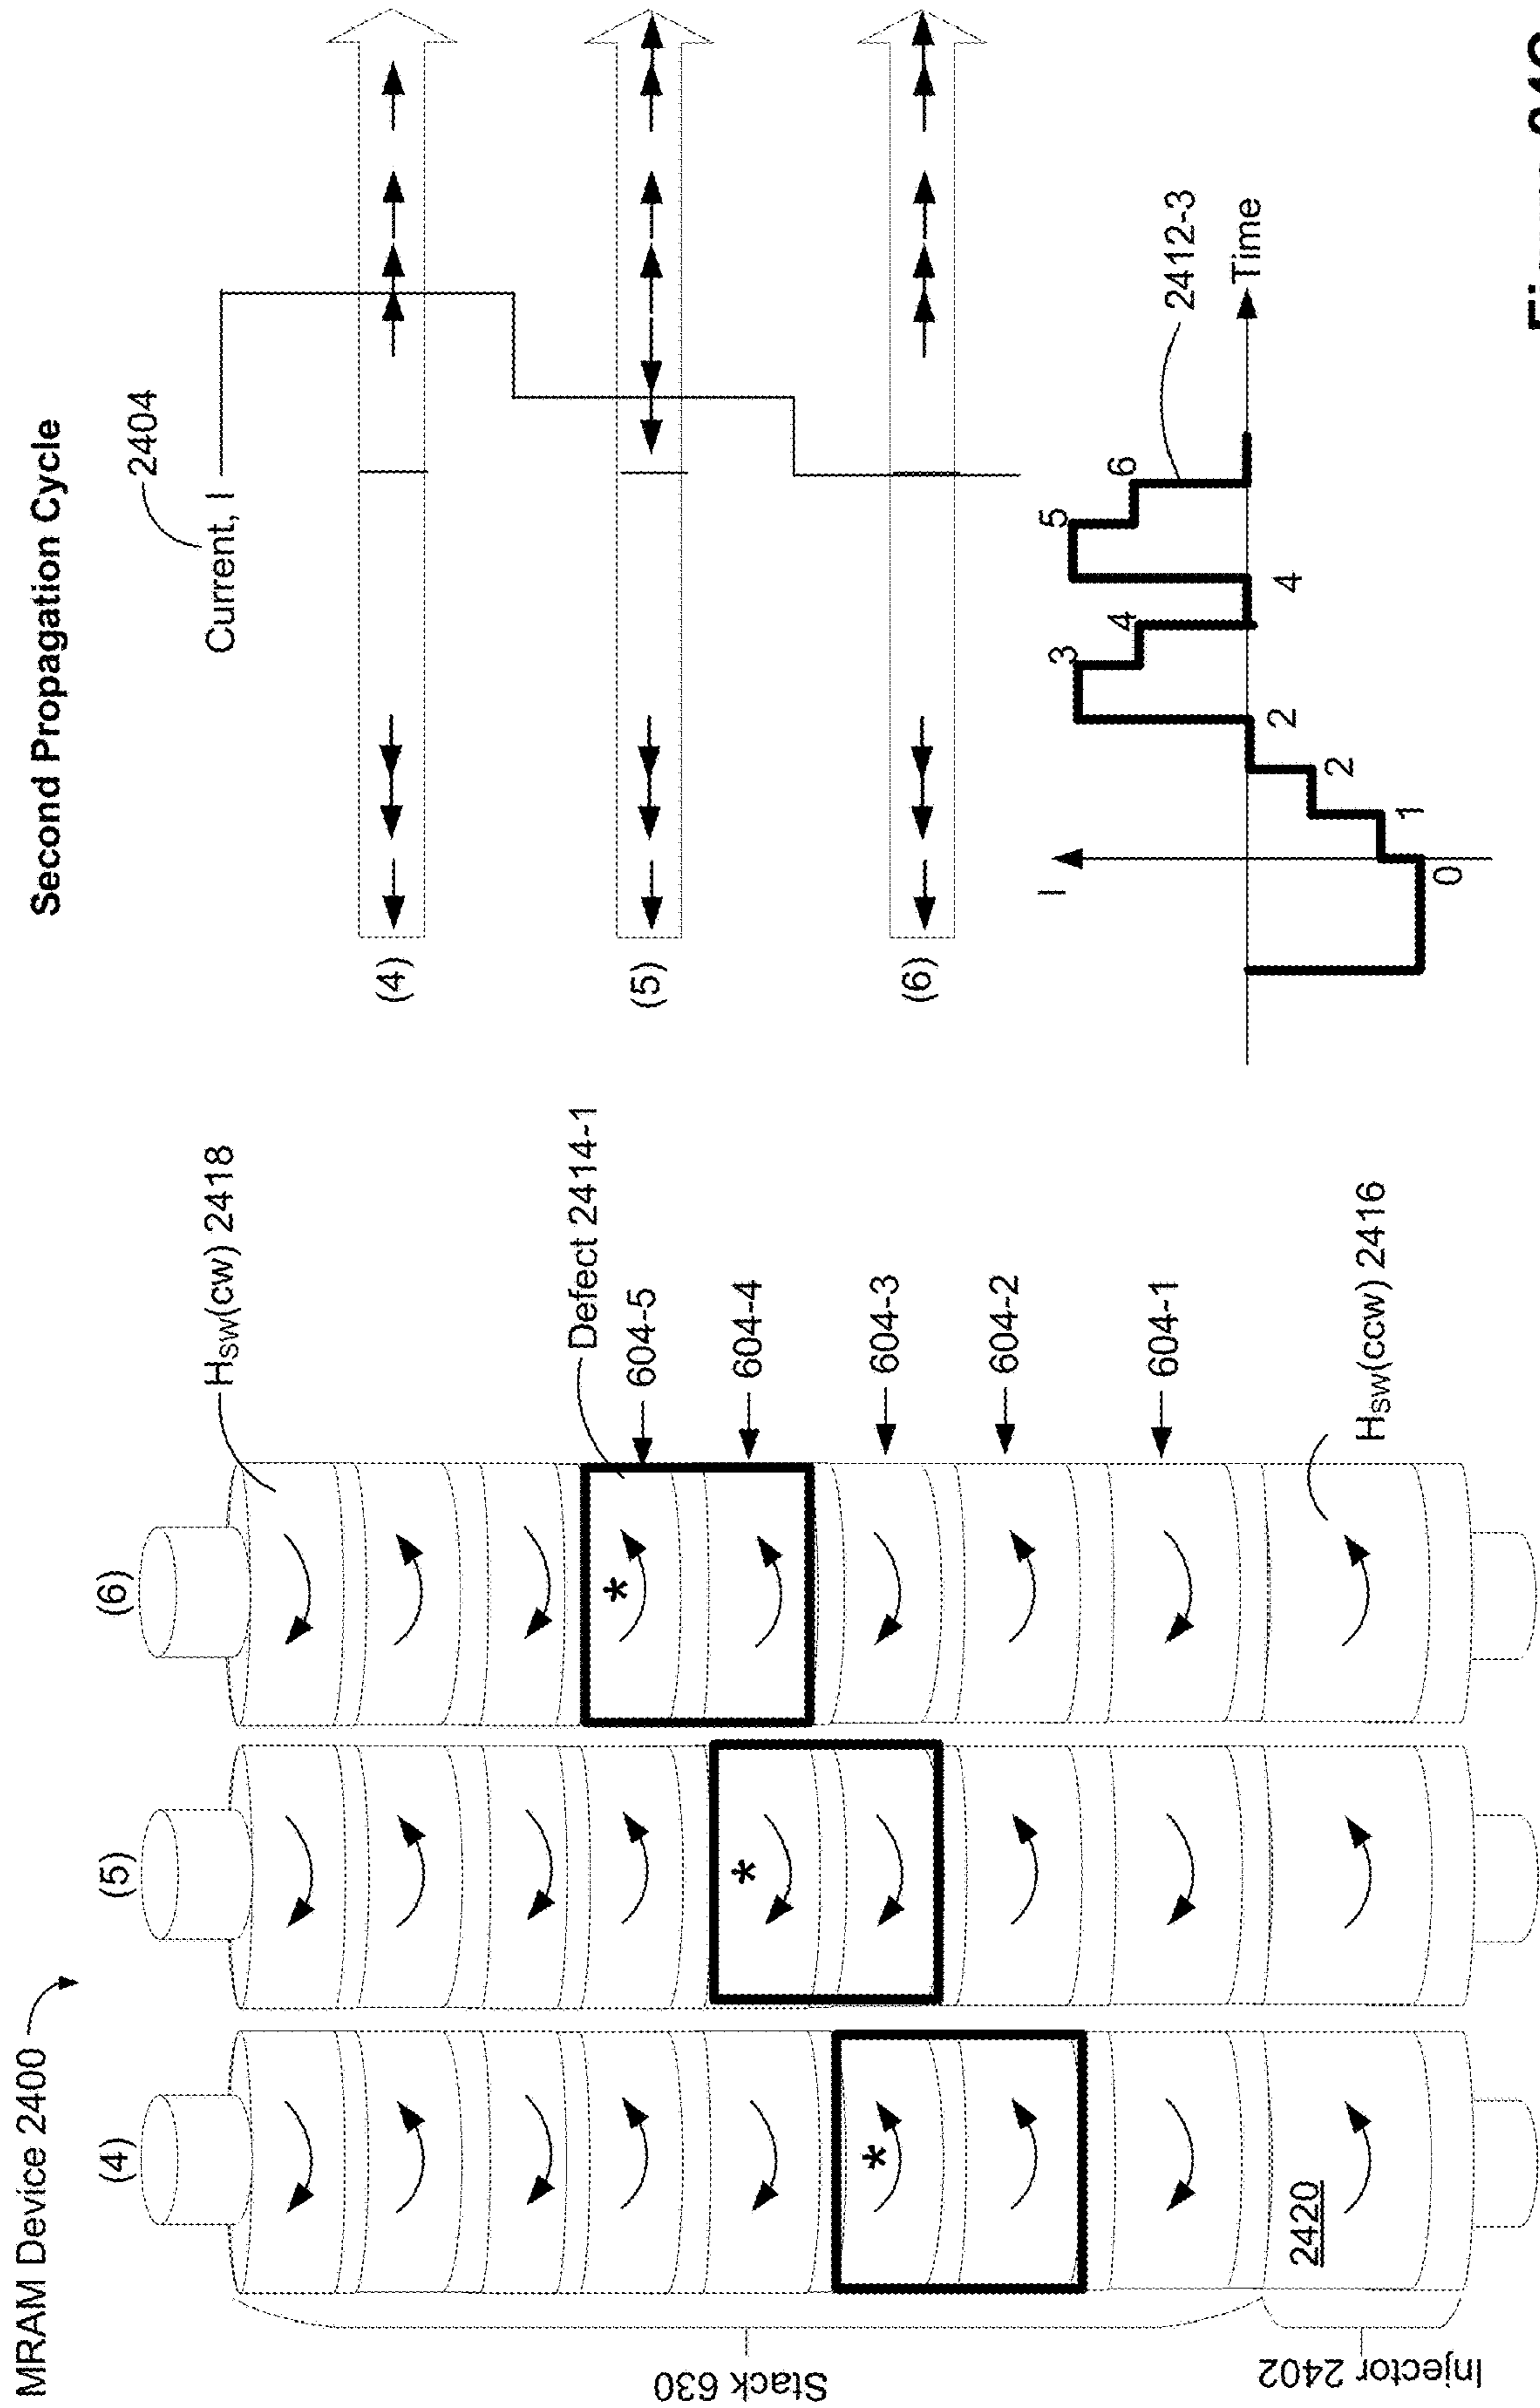 Second Propagation Cycle
MRAM Device 2400
(4)
(5)
(6)
HSW(cw) 2418
Defect 2414-1
604-5
604-4
604-3
604-2
604-1
HSW(ccw) 2416
*
*
*
2420
Stack 630
Injector 2402
2404
Current, I
(4)
(5)
(6)
I
0
1
2
2
3
4
4
5
6
2412-3
Time